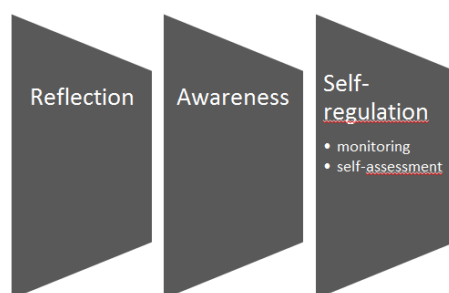 Reflection
Awareness
Self-
regulation
• monitoring
• self-assessment